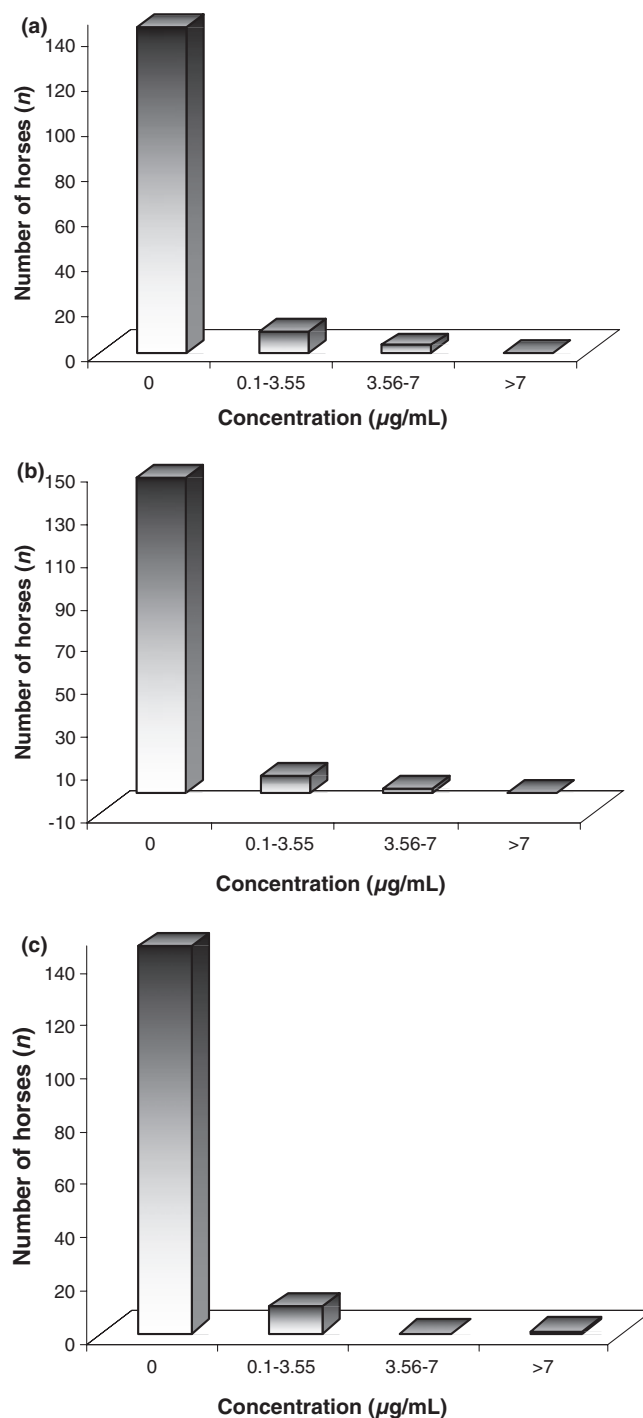 (a)
Number of horses (n)
140
120
100
80
60
40
20
0
0 0.1-3.55 3.56-7 >7
Concentration (µg/mL)
(b)
Number of horses (n)
150
130
110
90
70
50
30
10
-10
0 0.1-3.55 3.56-7 >7
Concentration (µg/mL)
(c)
Number of horses (n)
140
120
100
80
60
40
20
0
0 0.1-3.55 3.56-7 >7
Concentration (µg/mL)